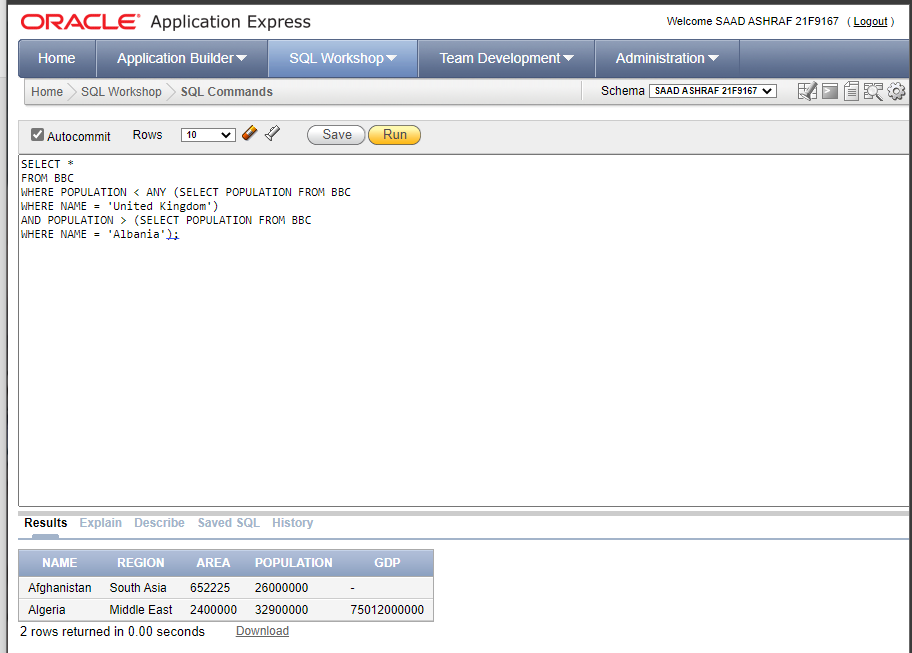 ORACLE® Application Express
Welcome SAAD ASHRAF 21F9167 ( Logout )
Home Application Builder SQL Workshop Team Development Administration
Home SQL Workshop SQL Commands Schema SAAD ASHRAF 21F9167
Autocommit Rows 10 Save Run
SELECT *
FROM BBC
WHERE POPULATION < ANY (SELECT POPULATION FROM BBC
WHERE NAME = 'United Kingdom')
AND POPULATION > (SELECT POPULATION FROM BBC
WHERE NAME = 'Albania');
Results Explain Describe Saved SQL History
NAME REGION AREA POPULATION GDP
Afghanistan South Asia 652225 26000000 -
Algeria Middle East 2400000 32900000 75012000000
2 rows returned in 0.00 seconds Download